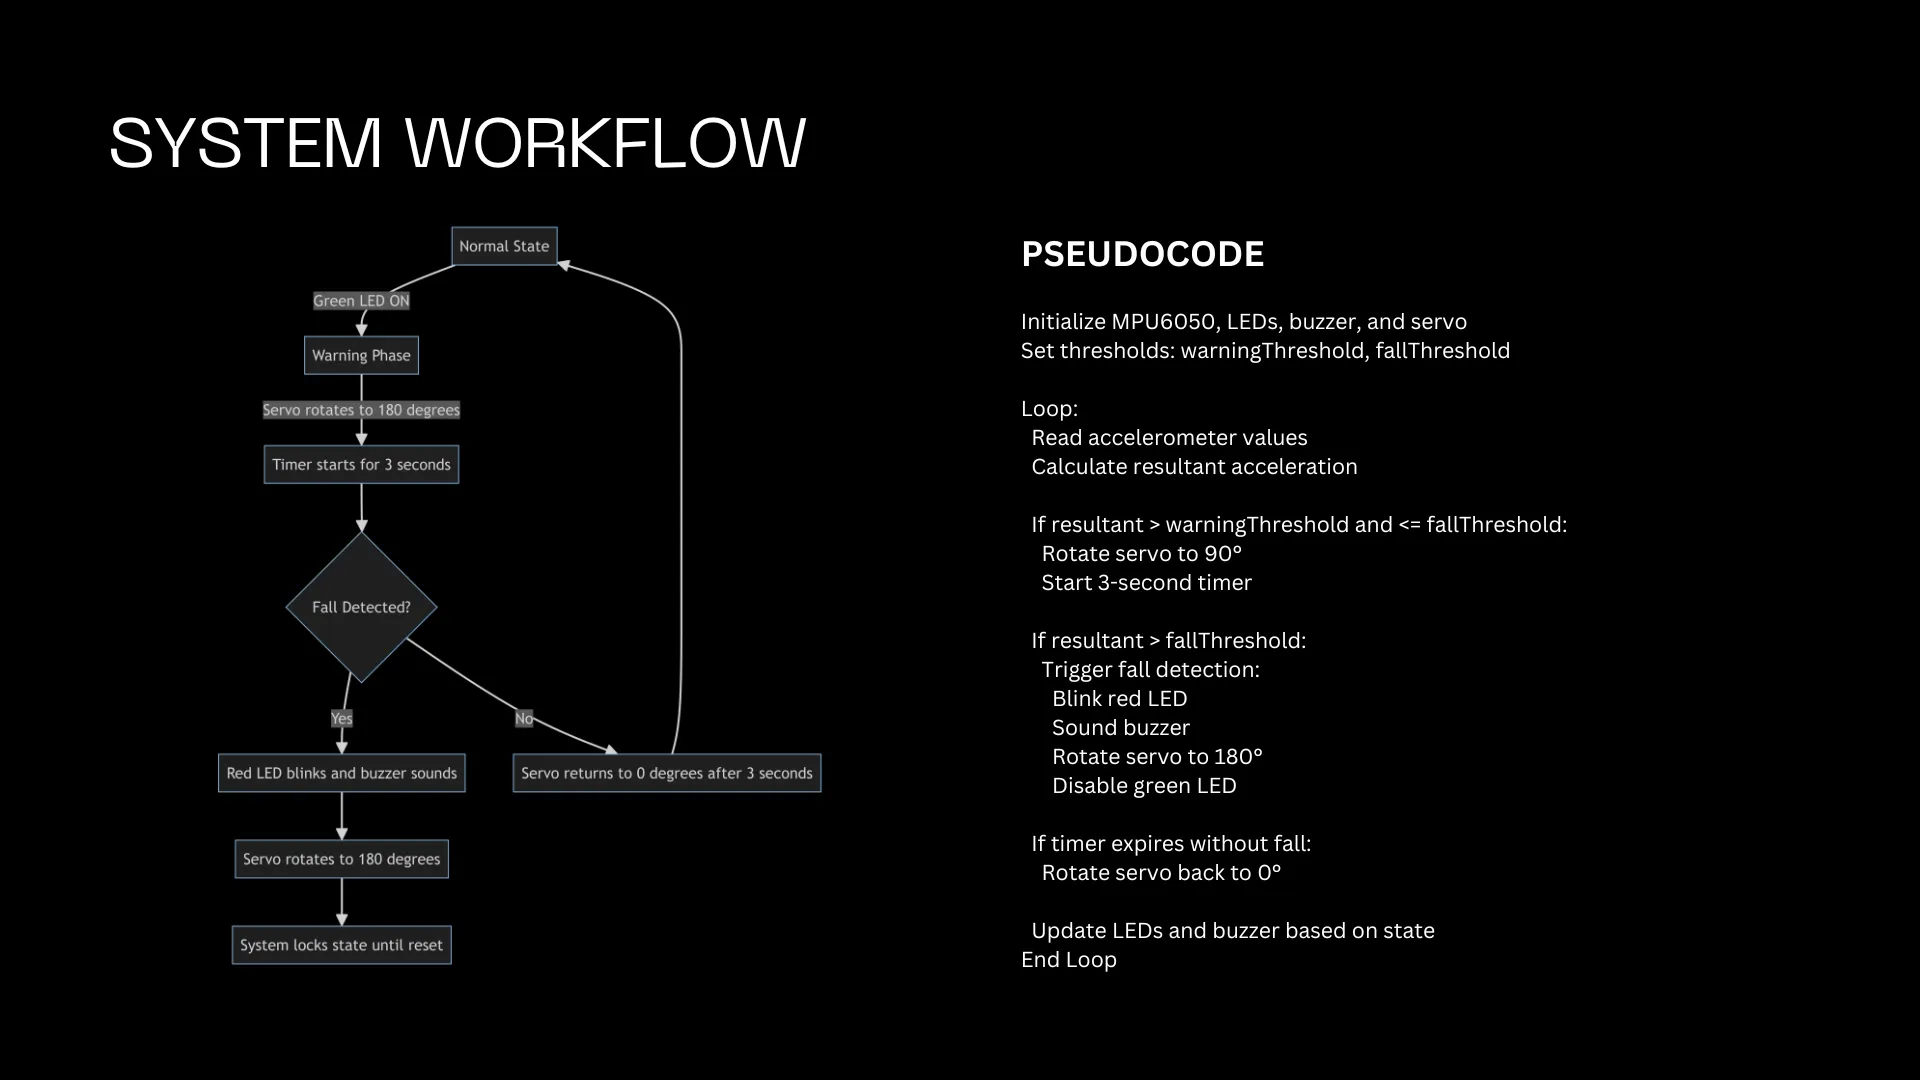 SYSTEM WORKFLOW
Normal State
Green LED ON
Warning Phase
Servo rotates to 180 degrees
Timer starts for 3 seconds
Fall Detected?
Yes
No
Red LED blinks and buzzer sounds
Servo returns to 0 degrees after 3 seconds
Servo rotates to 180 degrees
System locks state until reset
PSEUDOCODE
Initialize MPU6050, LEDs, buzzer, and servo
Set thresholds: warningThreshold, fallThreshold
Loop:
Read accelerometer values
Calculate resultant acceleration
If resultant > warningThreshold and <= fallThreshold:
Rotate servo to 90°
Start 3-second timer
If resultant > fallThreshold:
Trigger fall detection:
Blink red LED
Sound buzzer
Rotate servo to 180°
Disable green LED
If timer expires without fall:
Rotate servo back to 0°
Update LEDs and buzzer based on state
End Loop